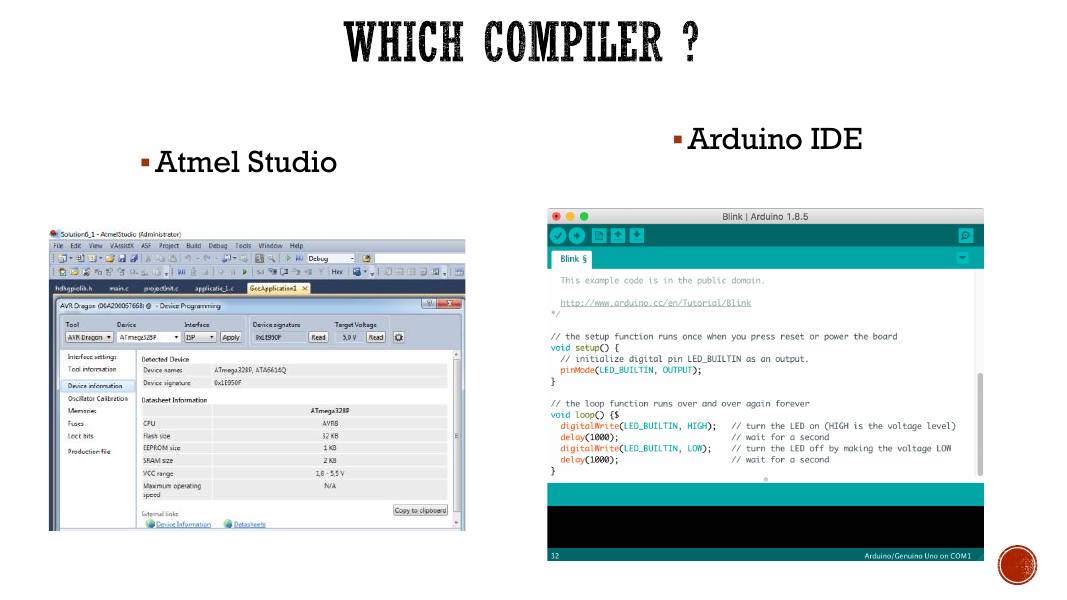 WHICH COMPILER ?
▪ Atmel Studio
▪ Arduino IDE
Solution6_1 - AtmelStudio (Administrator)
File Edit View VAssistX ASF Project Build Debug Tools Window Help
Debug
Hex
main.c projectInit.c applicatie_1.c GccApplication1 ✕
AVR Dragon (00A200057668) - Device Programming
Tool Device Interface Device signature Target Voltage
AVR Dragon ATmega328P ISP Apply 0x1E950F Read 5,0 V Read
Interface settings
Tool information
Device information
Oscillator Calibration
Memories
Fuses
Lock bits
Production file
Detected Device
Device names ATmega328P, ATA6614Q
Device signature 0x1E950F
Datasheet Information
ATmega328P
CPU AVR8
Flash size 32 KB
EEPROM size 1 KB
SRAM size 2 KB
VCC range 1,8 - 5,5 V
Maximum operating N/A
speed
Copy to clipboard
External links
Device Information Datasheets
Blink | Arduino 1.8.5
Blink §
This example code is in the public domain.
http://www.arduino.cc/en/Tutorial/Blink
*/
// the setup function runs once when you press reset or power the board
void setup() {
// initialize digital pin LED_BUILTIN as an output.
pinMode(LED_BUILTIN, OUTPUT);
}
// the loop function runs over and over again forever
void loop() {$
digitalWrite(LED_BUILTIN, HIGH); // turn the LED on (HIGH is the voltage level)
delay(1000); // wait for a second
digitalWrite(LED_BUILTIN, LOW); // turn the LED off by making the voltage LOW
delay(1000); // wait for a second
}
32 Arduino/Genuino Uno on COM1